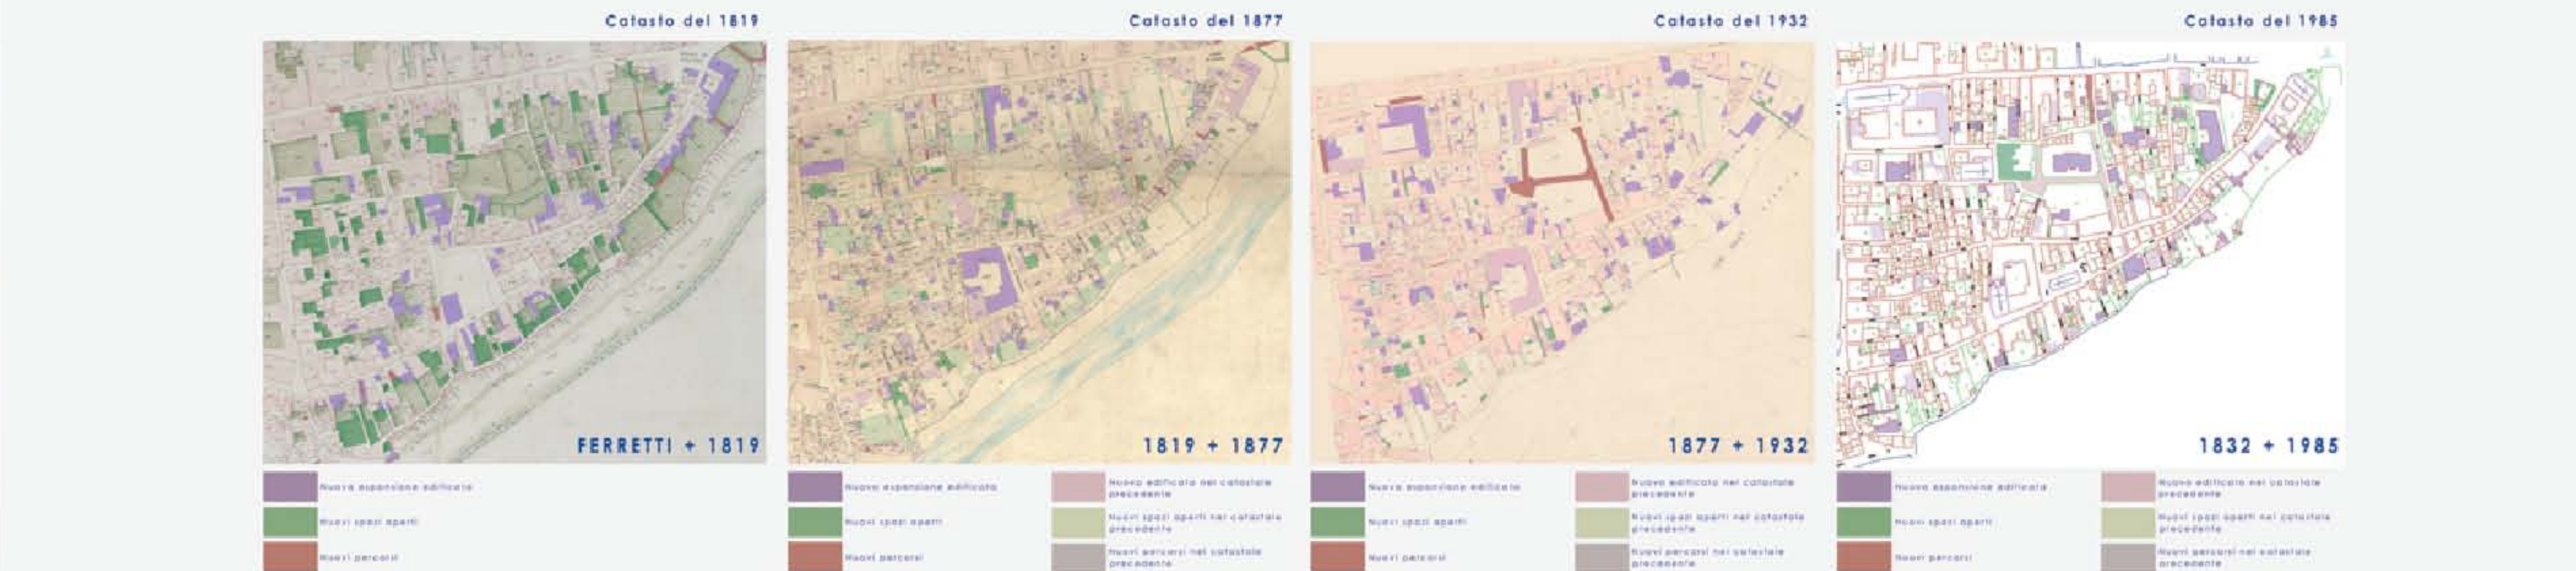 Catasto del 1819
FERRETTI + 1819
Nuova espansione edificata
Nuovi spazi aperti
Nuovi percorsi
Catasto del 1877
1819 + 1877
Nuova espansione edificata
Nuovi spazi aperti
Nuovi percorsi
Nuovo edificato nel catastale
precedente
Nuovi spazi aperti nel catastale
precedente
Nuovi percorsi nel catastale
precedente
Catasto del 1932
1877 + 1932
Nuova espansione edificata
Nuovi spazi aperti
Nuovi percorsi
Nuovo edificato nel catastale
precedente
Nuovi spazi aperti nel catastale
precedente
Nuovi percorsi nel catastale
precedente
Catasto del 1985
1832 + 1985
Nuova espansione edificata
Nuovi spazi aperti
Nuovi percorsi
Nuovo edificato nel catastale
precedente
Nuovi spazi aperti nel catastale
precedente
Nuovi percorsi nel catastale
precedente